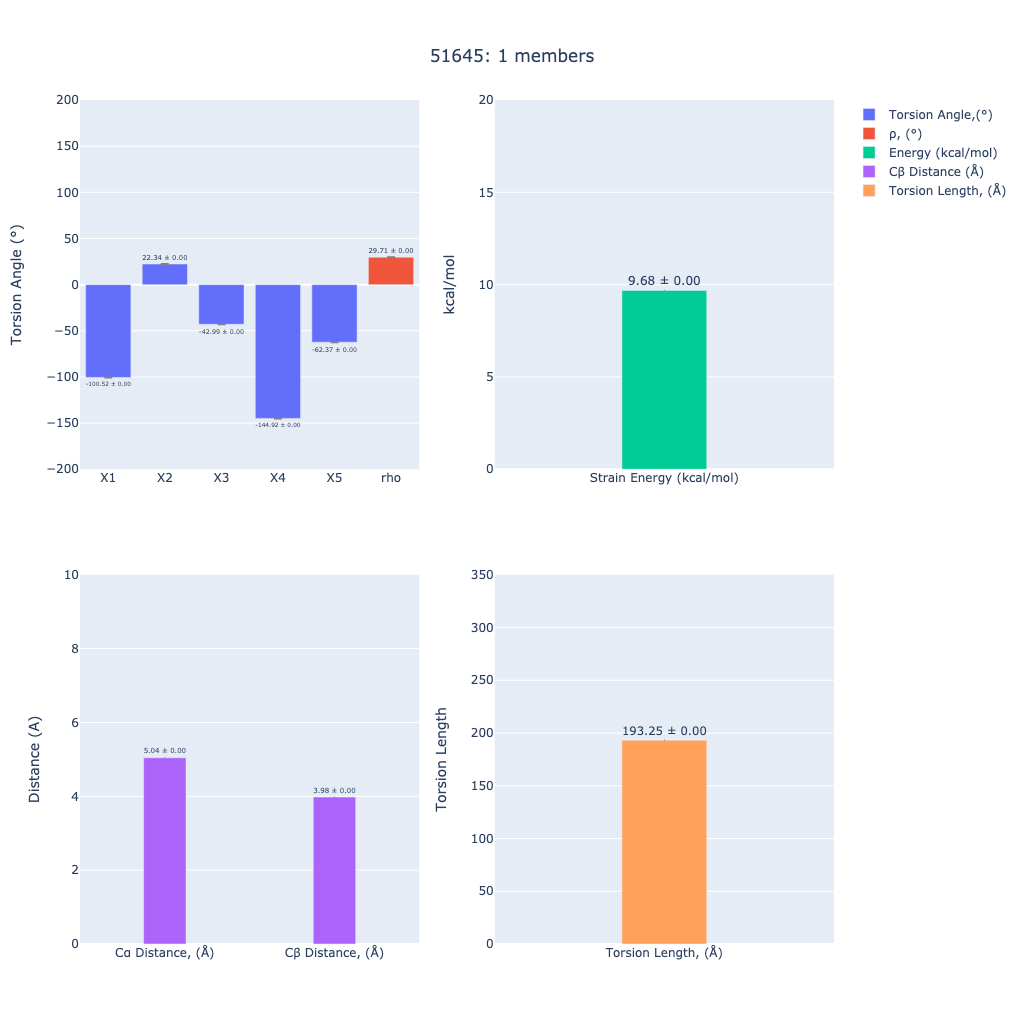 51645: 1 members
200
150
100
50
0
−50
−100
−150
−200
Torsion Angle (°)
-100.52 ± 0.00
22.34 ± 0.00
-42.99 ± 0.00
-144.92 ± 0.00
-62.37 ± 0.00
29.71 ± 0.00
X1 X2 X3 X4 X5 rho
20
15
10
5
0
kcal/mol
9.68 ± 0.00
Strain Energy (kcal/mol)
Torsion Angle,(°)
ρ, (°)
Energy (kcal/mol)
Cβ Distance (Å)
Torsion Length, (Å)
10
8
6
4
2
0
Distance (A)
5.04 ± 0.00
3.98 ± 0.00
Cα Distance, (Å) Cβ Distance, (Å)
350
300
250
200
150
100
50
0
Torsion Length
193.25 ± 0.00
Torsion Length, (Å)